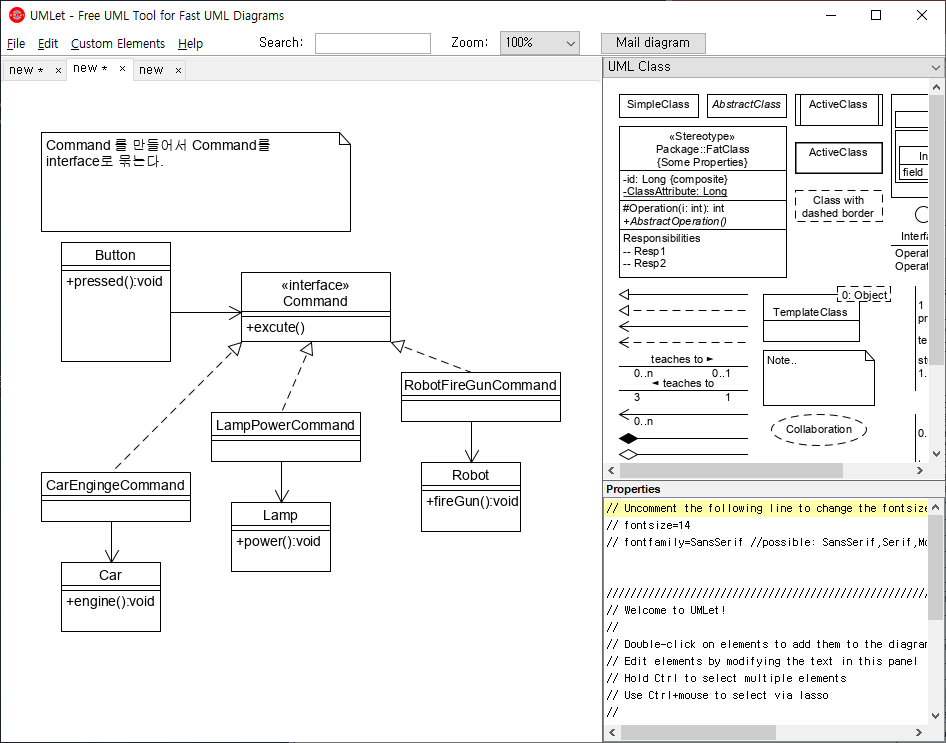 UMLet - Free UML Tool for Fast UML Diagrams
File Edit Custom Elements Help Search: Zoom: 100% Mail diagram
new * × new * × new ×
Command 를 만들어서 Command를
interface로 묶는다.
Button
+pressed():void
«interface»
Command
+excute()
RobotFireGunCommand
LampPowerCommand
CarEngingeCommand
Robot
+fireGun():void
Lamp
+power():void
Car
+engine():void
UML Class
SimpleClass
AbstractClass
ActiveClass
«Stereotype»
Package::FatClass
{Some Properties}
-id: Long {composite}
-ClassAttribute: Long
#Operation(i: int): int
+AbstractOperation()
Responsibilities
-- Resp1
-- Resp2
ActiveClass
Class with
dashed border
In
field
Interfa
Operat
Operat
0: Object
TemplateClass
1
pr
te
st
1.
teaches to ►
0..n 0..1
◄ teaches to
3 1
0..n
Note..
Collaboration
0.
Properties
// Uncomment the following line to change the fontsize
// fontsize=14
// fontfamily=SansSerif //possible: SansSerif,Serif,Mo
//////////////////////////////////////////////////////
// Welcome to UMLet!
//
// Double-click on elements to add them to the diagram
// Edit elements by modifying the text in this panel
// Hold Ctrl to select multiple elements
// Use Ctrl+mouse to select via lasso
//